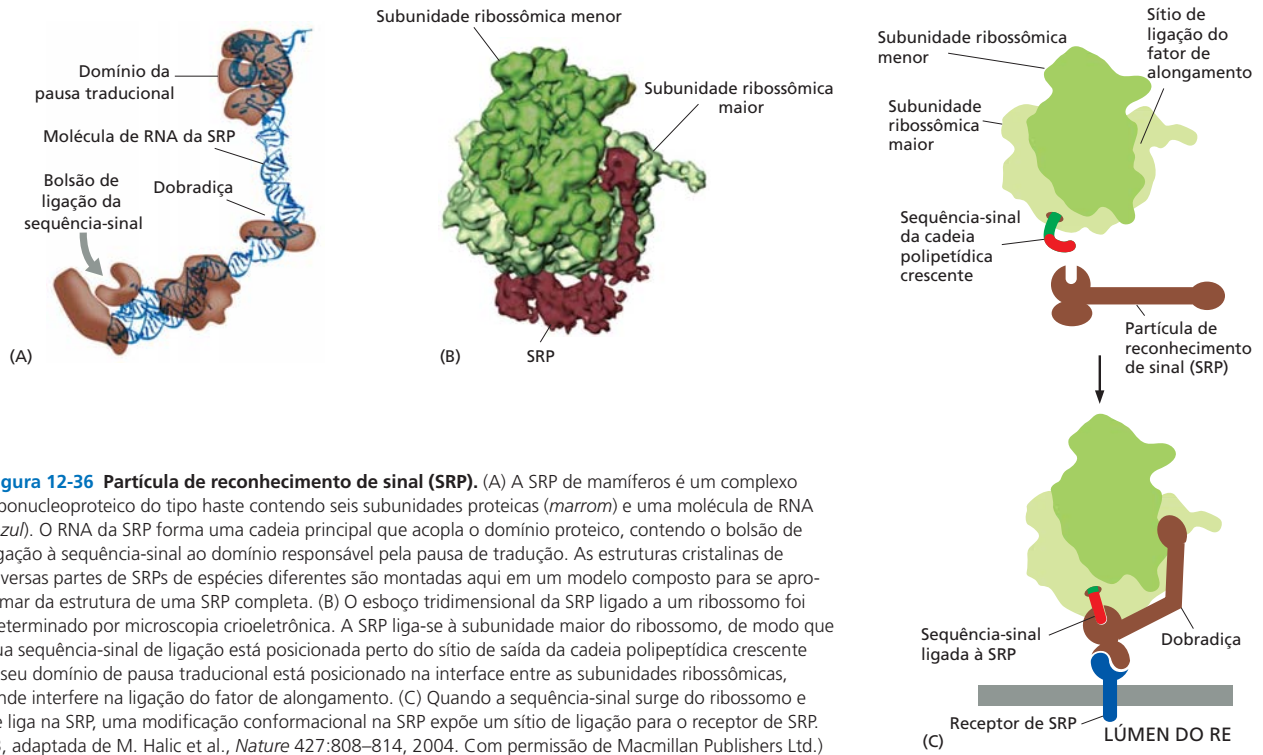 Domínio da
pausa traducional
Molécula de RNA da SRP
Bolsão de
ligação da
sequência-sinal
Dobradiça
(A)
Subunidade ribossômica menor
Subunidade ribossômica
maior
(B)
SRP
Subunidade ribossômica
menor
Sítio de
ligação do
fator de
alongamento
Subunidade
ribossômica
maior
Sequência-sinal
da cadeia
polipetídica
crescente
Partícula de
reconhecimento
de sinal (SRP)
Sequência-sinal
ligada à SRP
Dobradiça
Receptor de SRP
LÚMEN DO RE
(C)
gura 12-36 Partícula de reconhecimento de sinal (SRP). (A) A SRP de mamíferos é um complexo
bonucleoproteico do tipo haste contendo seis subunidades proteicas (marrom) e uma molécula de RNA
zul). O RNA da SRP forma uma cadeia principal que acopla o domínio proteico, contendo o bolsão de
gação à sequência-sinal ao domínio responsável pela pausa de tradução. As estruturas cristalinas de
versas partes de SRPs de espécies diferentes são montadas aqui em um modelo composto para se apro-
mar da estrutura de uma SRP completa. (B) O esboço tridimensional da SRP ligado a um ribossomo foi
eterminado por microscopia crioeletrônica. A SRP liga-se à subunidade maior do ribossomo, de modo que
ua sequência-sinal de ligação está posicionada perto do sítio de saída da cadeia polipeptídica crescente
seu domínio de pausa traducional está posicionado na interface entre as subunidades ribossômicas,
nde interfere na ligação do fator de alongamento. (C) Quando a sequência-sinal surge do ribossomo e
e liga na SRP, uma modificação conformacional na SRP expõe um sítio de ligação para o receptor de SRP.
, adaptada de M. Halic et al., Nature 427:808–814, 2004. Com permissão de Macmillan Publishers Ltd.)